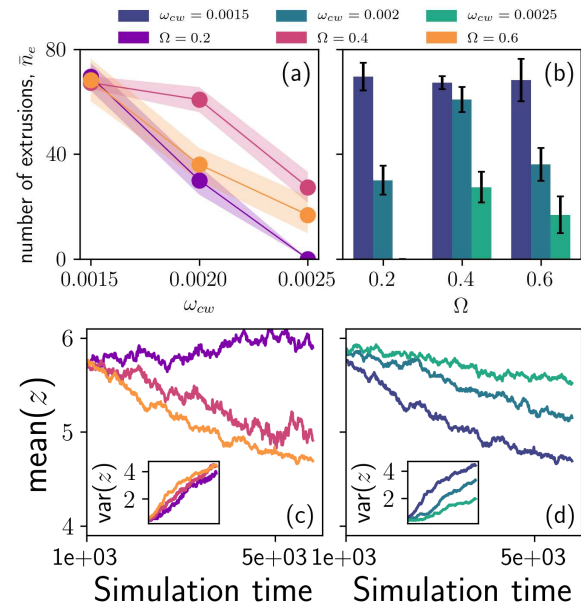 ω_cw = 0.0015 ω_cw = 0.002 ω_cw = 0.0025
Ω = 0.2 Ω = 0.4 Ω = 0.6
number of extrusions, n̄_e
80
40
0
(a)
0.0015 0.0020 0.0025
ω_cw
(b)
0.2 0.4 0.6
Ω
mean(z)
6
5
4
var(z)
4
2
(c)
1e+03 5e+03
Simulation time
var(z)
4
2
(d)
1e+03 5e+03
Simulation time